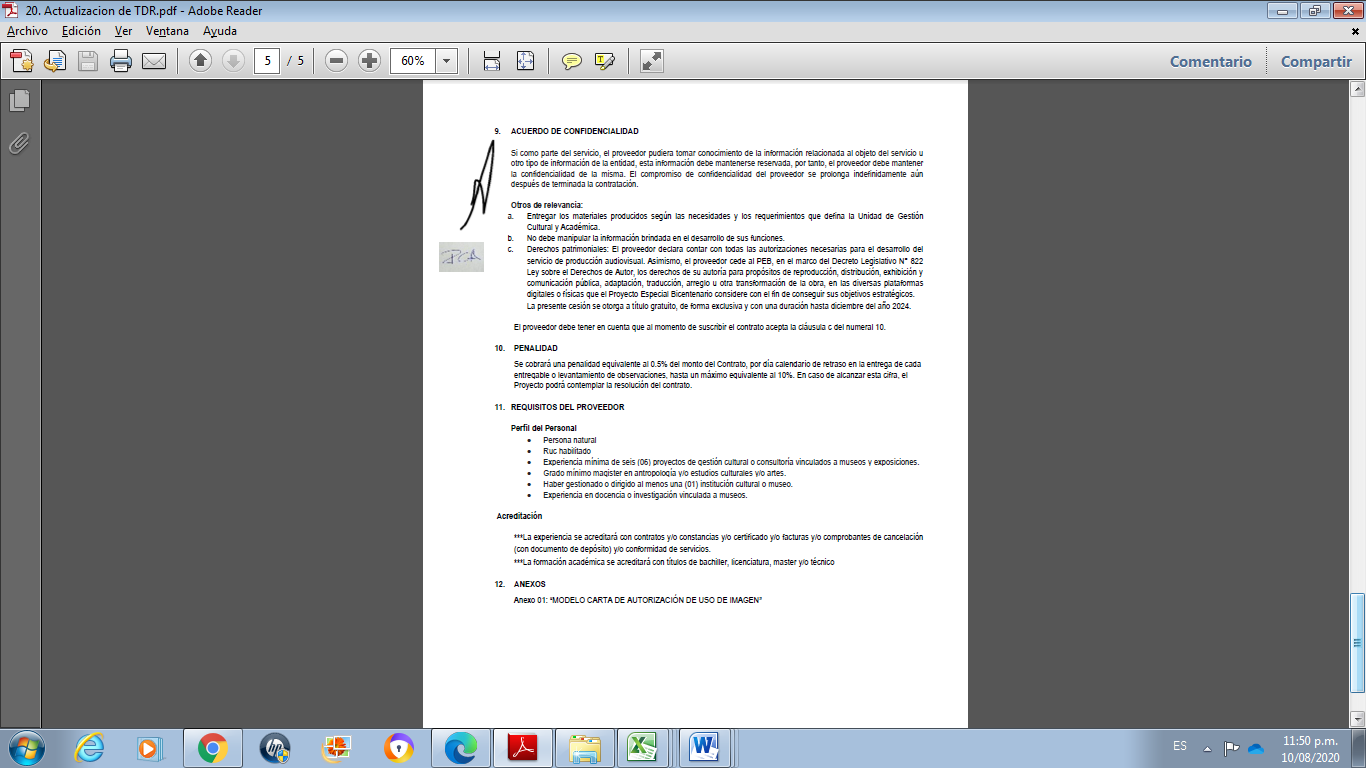 20. Actualizacion de TDR.pdf - Adobe Reader
Archivo Edición Ver Ventana Ayuda
5 / 5 60% Comentario Compartir
9. ACUERDO DE CONFIDENCIALIDAD
Si como parte del servicio, el proveedor pudiera tomar conocimiento de la información relacionada al objeto del servicio u
otro tipo de información de la entidad, esta información debe mantenerse reservada, por tanto, el proveedor debe mantener
la confidencialidad de la misma. El compromiso de confidencialidad del proveedor se prolonga indefinidamente aún
después de terminada la contratación.
Otros de relevancia:
a. Entregar los materiales producidos según las necesidades y los requerimientos que defina la Unidad de Gestión
Cultural y Académica.
b. No debe manipular la información brindada en el desarrollo de sus funciones.
c. Derechos patrimoniales: El proveedor declara contar con todas las autorizaciones necesarias para el desarrollo del
servicio de producción audiovisual. Asimismo, el proveedor cede al PEB, en el marco del Decreto Legislativo N° 822
Ley sobre el Derechos de Autor, los derechos de su autoría para propósitos de reproducción, distribución, exhibición y
comunicación pública, adaptación, traducción, arreglo u otra transformación de la obra, en las diversas plataformas
digitales o físicas que el Proyecto Especial Bicentenario considere con el fin de conseguir sus objetivos estratégicos.
La presente cesión se otorga a título gratuito, de forma exclusiva y con una duración hasta diciembre del año 2024.
El proveedor debe tener en cuenta que al momento de suscribir el contrato acepta la cláusula c del numeral 10.
10. PENALIDAD
Se cobrará una penalidad equivalente al 0.5% del monto del Contrato, por día calendario de retraso en la entrega de cada
entregable o levantamiento de observaciones, hasta un máximo equivalente al 10%. En caso de alcanzar esta cifra, el
Proyecto podrá contemplar la resolución del contrato.
11. REQUISITOS DEL PROVEEDOR
Perfil del Personal
• Persona natural
• Ruc habilitado
• Experiencia mínima de seis (06) proyectos de gestión cultural o consultoría vinculados a museos y exposiciones.
• Grado mínimo magister en antropología y/o estudios culturales y/o artes.
• Haber gestionado o dirigido al menos una (01) institución cultural o museo.
• Experiencia en docencia o investigación vinculada a museos.
Acreditación
***La experiencia se acreditará con contratos y/o constancias y/o certificado y/o facturas y/o comprobantes de cancelación
(con documento de depósito) y/o conformidad de servicios.
***La formación académica se acreditará con títulos de bachiller, licenciatura, master y/o técnico
12. ANEXOS
Anexo 01: “MODELO CARTA DE AUTORIZACIÓN DE USO DE IMAGEN”
ES
11:50 p.m.
10/08/2020